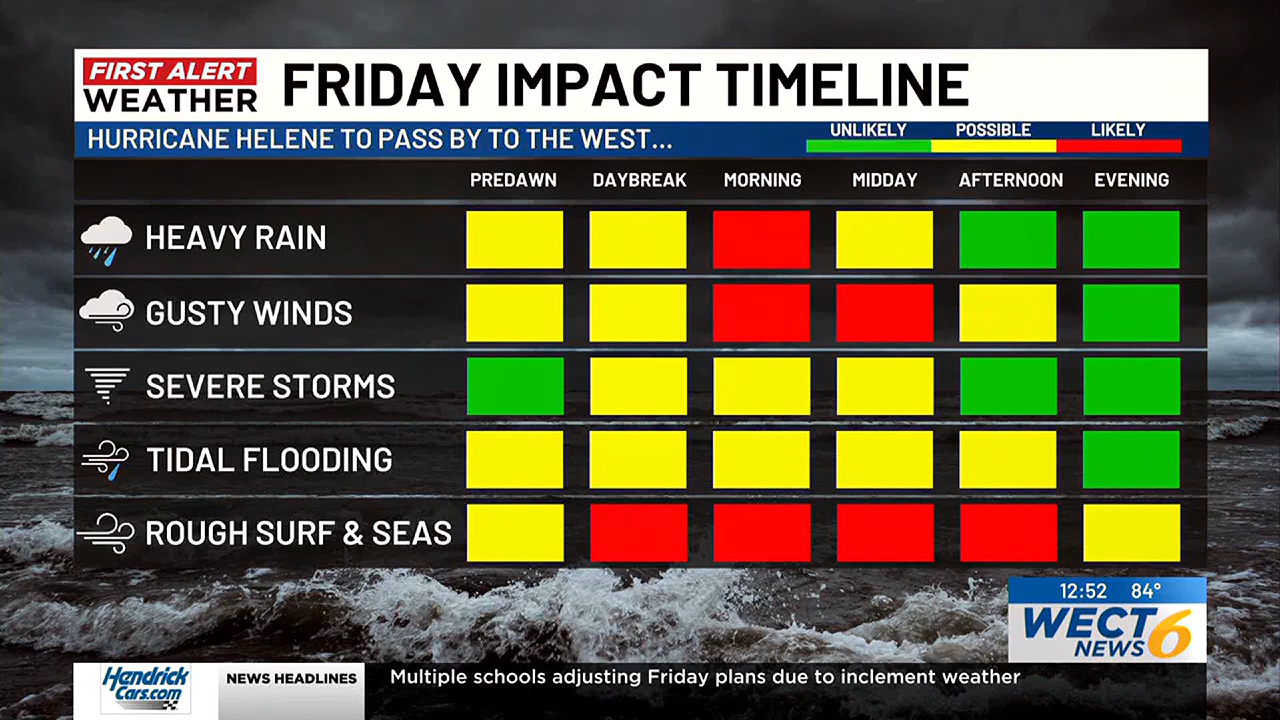 FIRST ALERT
WEATHER
FRIDAY IMPACT TIMELINE
HURRICANE HELENE TO PASS BY TO THE WEST...
UNLIKELY POSSIBLE LIKELY
PREDAWN DAYBREAK MORNING MIDDAY AFTERNOON EVENING
HEAVY RAIN
GUSTY WINDS
SEVERE STORMS
TIDAL FLOODING
ROUGH SURF & SEAS
12:52 84°
WECT 6
NEWS
Hendrick
Cars.com
NEWS HEADLINES
Multiple schools adjusting Friday plans due to inclement weather